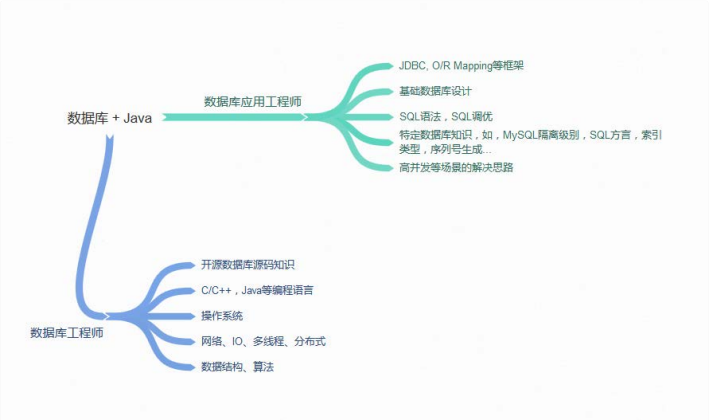 JDBC, O/R Mapping等框架
数据库应用工程师
基础数据库设计
数据库 + Java
SQL语法，SQL调优
特定数据库知识，如，MySQL隔离级别，SQL方言，索引
类型，序列号生成...
高并发等场景的解决思路
开源数据库源码知识
C/C++，Java等编程语言
操作系统
数据库工程师
网络、IO、多线程、分布式
数据结构、算法